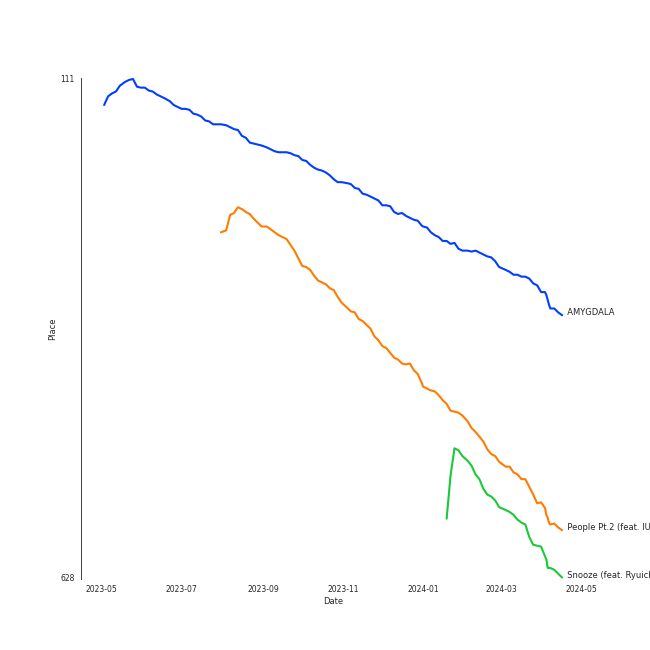 111
AMYGDALA
Place
People Pt.2 (feat. IU
Snooze (feat. Ryuic
628
2023-05 2023-07 2023-09 2023-11 2024-01 2024-03 2024-05
Date